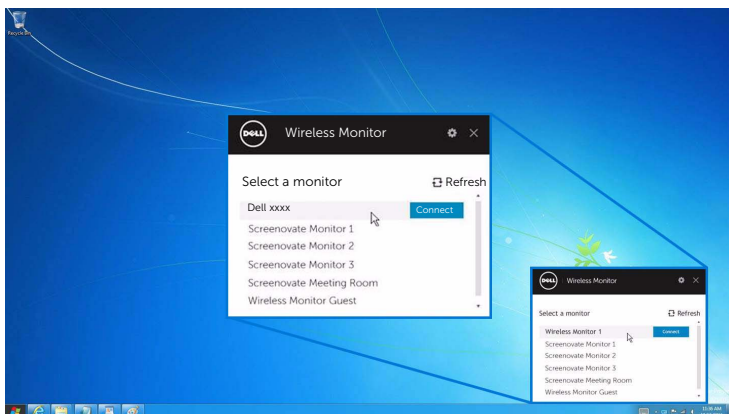 Recycle Bin
DELL Wireless Monitor
Select a monitor Refresh
Dell xxxx Connect
Screenovate Monitor 1
Screenovate Monitor 2
Screenovate Monitor 3
Screenovate Meeting Room
Wireless Monitor Guest
DELL Wireless Monitor
Select a monitor Refresh
Wireless Monitor 1 Connect
Screenovate Monitor 1
Screenovate Monitor 2
Screenovate Monitor 3
Screenovate Meeting Room
Wireless Monitor Guest